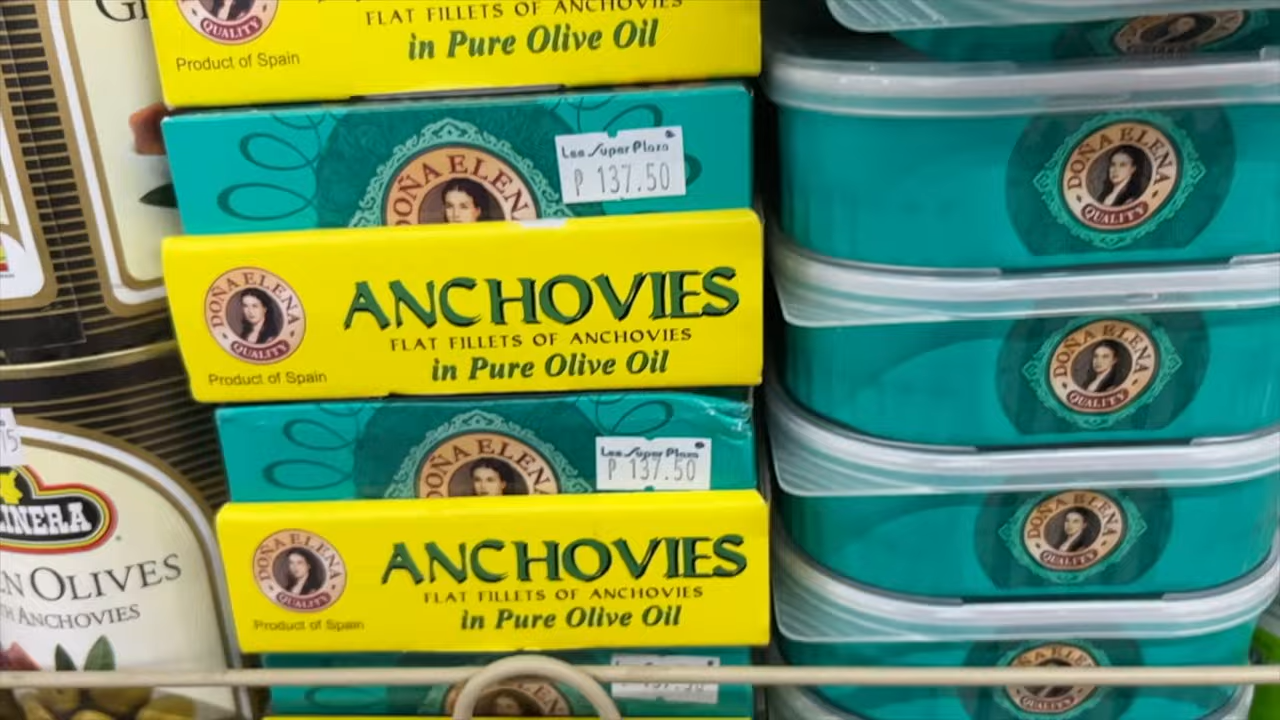 QUALITY
FLAT FILLETS OF ANCHOVIES
in Pure Olive Oil
Product of Spain
Lee Super Plaza
₱ 137.50
DOÑA ELENA
DOÑA ELENA
QUALITY
Product of Spain
ANCHOVIES
FLAT FILLETS OF ANCHOVIES
in Pure Olive Oil
Lee Super Plaza
₱ 137.50
DOÑA ELENA
DOÑA ELENA
QUALITY
Product of Spain
ANCHOVIES
FLAT FILLETS OF ANCHOVIES
in Pure Olive Oil
DOÑA ELENA
QUALITY
DOÑA ELENA
QUALITY
DOÑA ELENA
QUALITY
DOÑA ELENA
OLIVES
ANCHOVIES